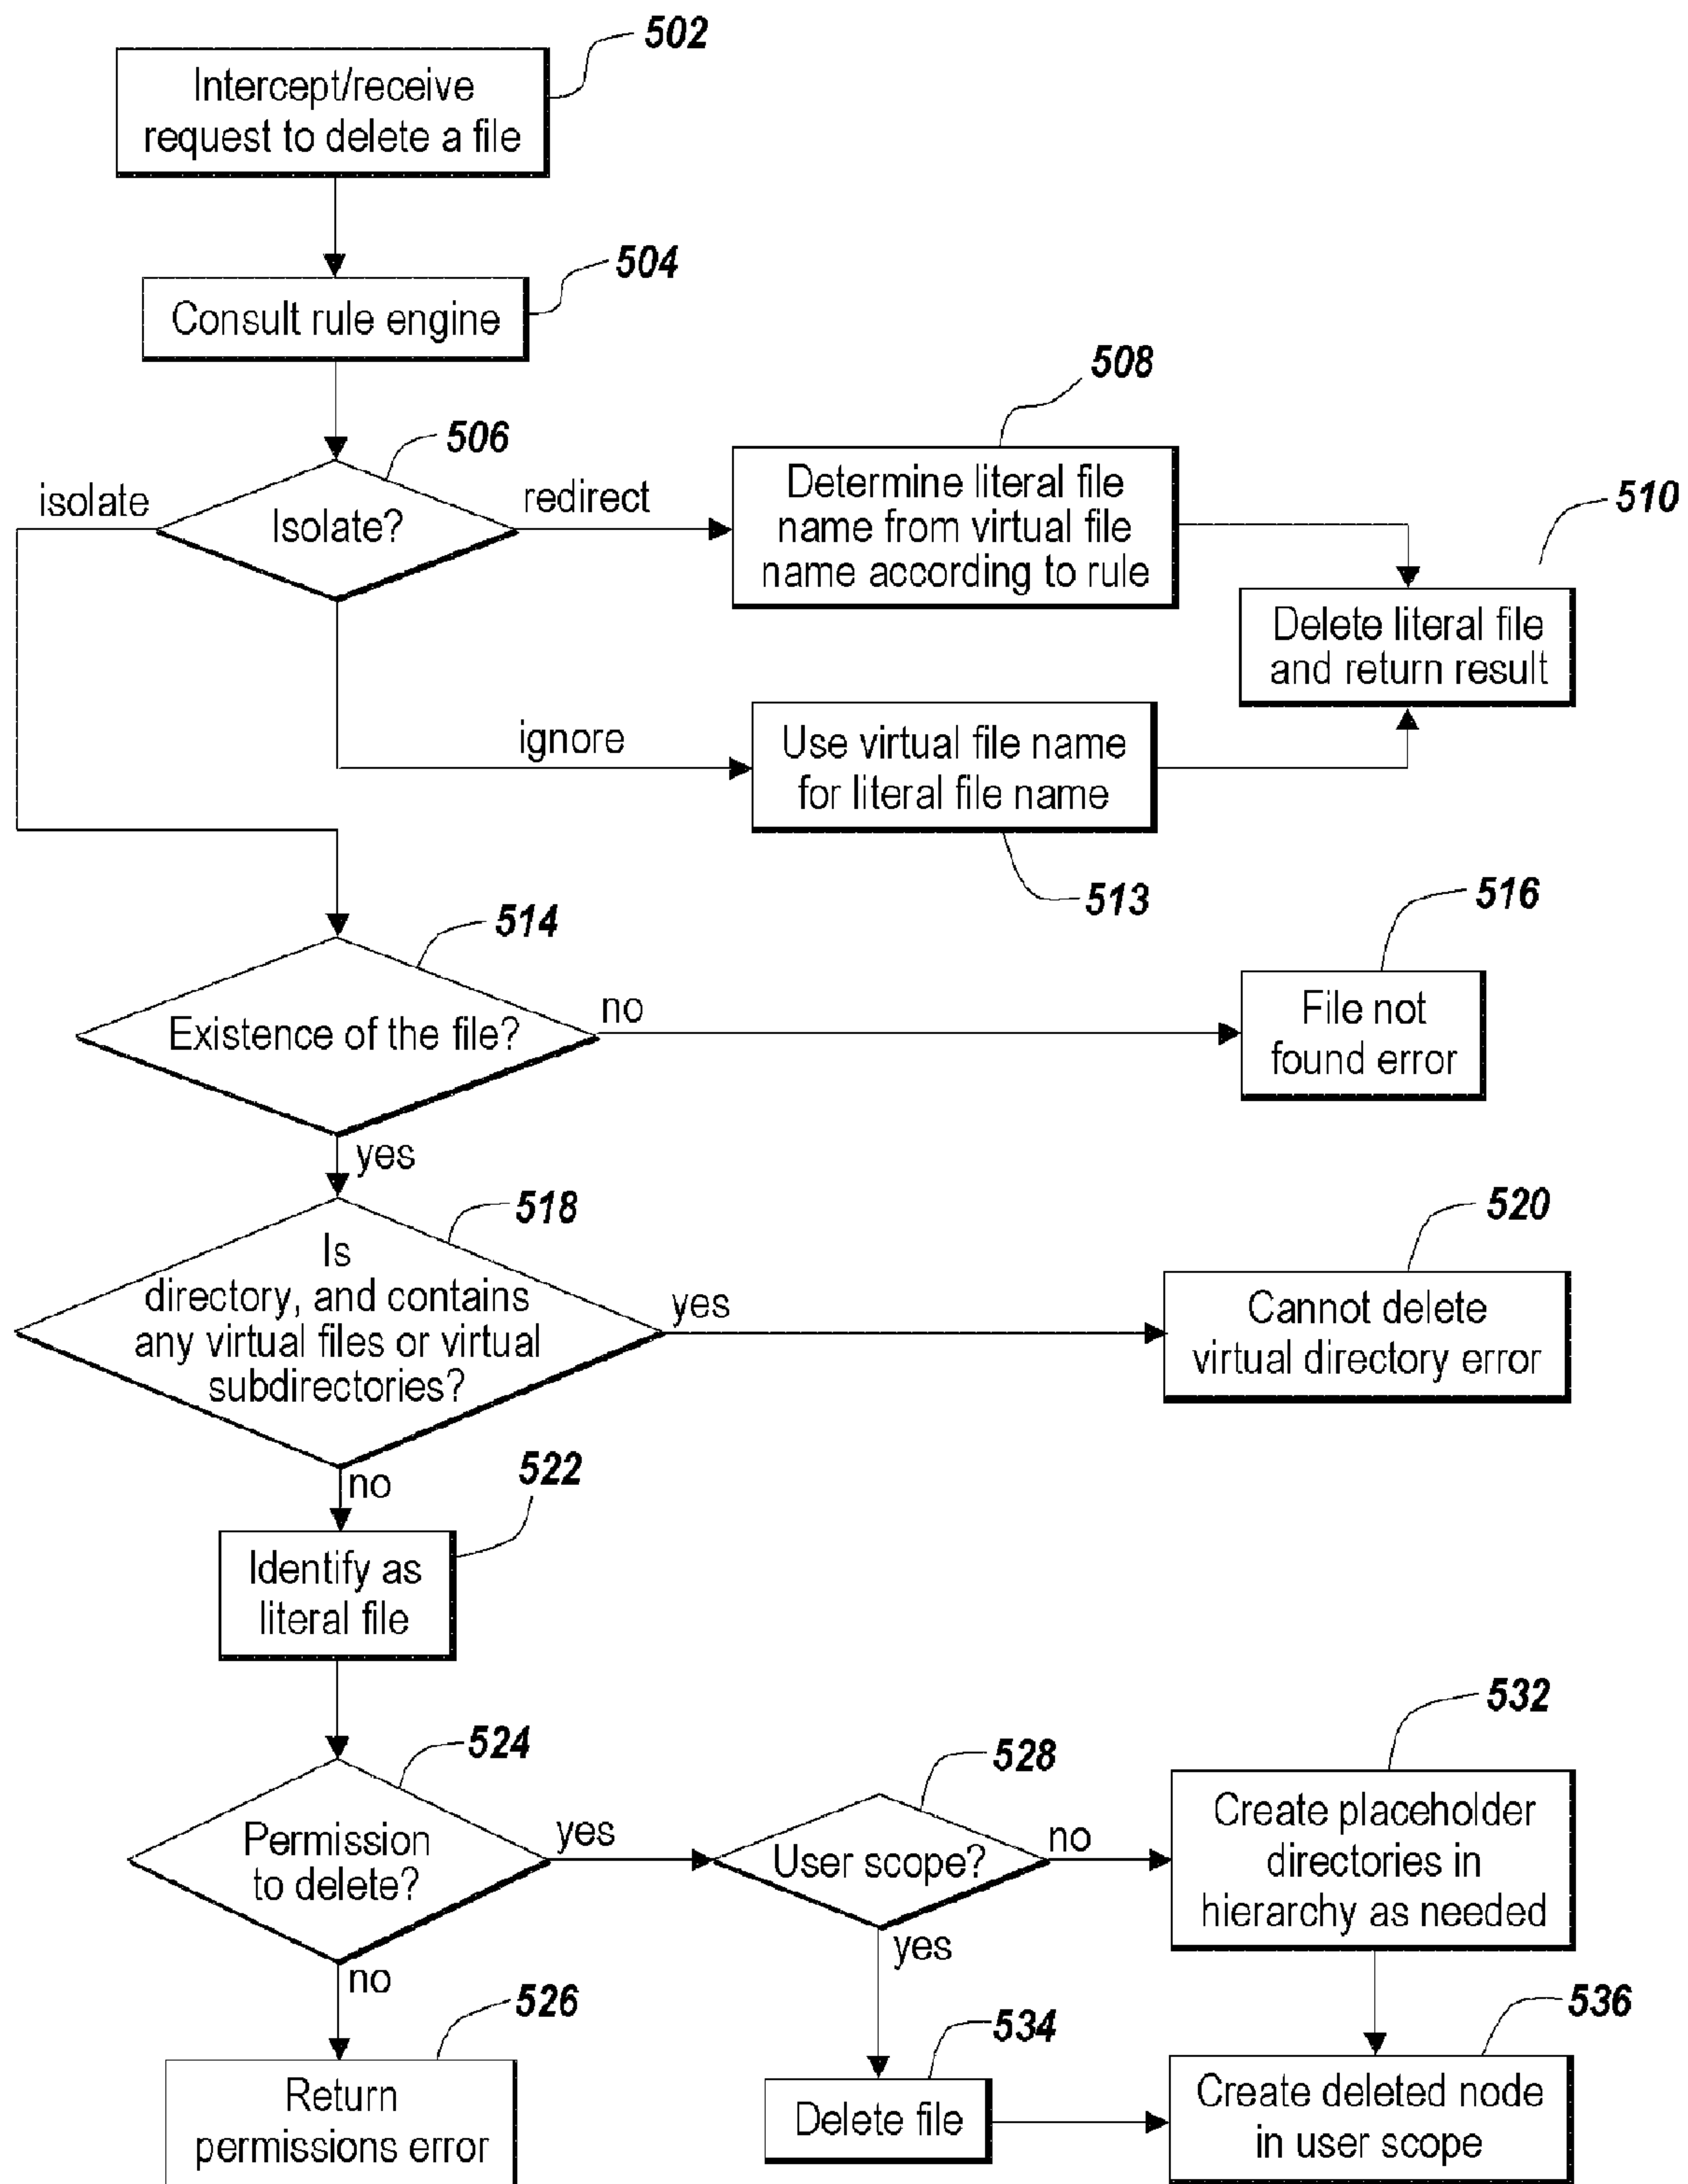 502
Intercept/receive
request to delete a file
504
Consult rule engine
506
isolate
Isolate?
redirect
508
Determine literal file
name from virtual file
name according to rule
510
Delete literal file
and return result
ignore
Use virtual file name
for literal file name
513
514
Existence of the file?
no
516
File not
found error
yes
518
Is
directory, and contains
any virtual files or virtual
subdirectories?
yes
520
Cannot delete
virtual directory error
no
522
Identify as
literal file
524
Permission
to delete?
yes
528
User scope?
no
532
Create placeholder
directories in
hierarchy as needed
no
526
Return
permissions error
yes
534
Delete file
536
Create deleted node
in user scope